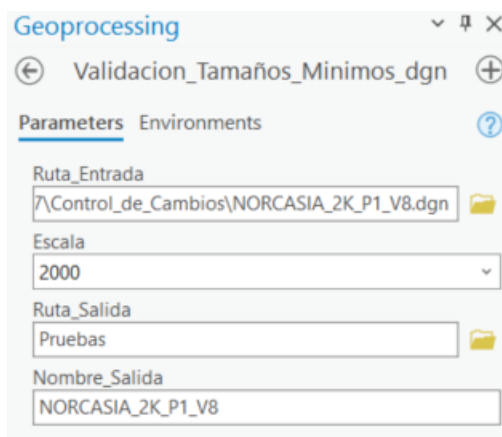 Geoprocessing
Validacion_Tamaños_Minimos_dgn
Parameters Environments
Ruta_Entrada
7\Control_de_Cambios\NORCASIA_2K_P1_V8.dgn
Escala
2000
Ruta_Salida
Pruebas
Nombre_Salida
NORCASIA_2K_P1_V8